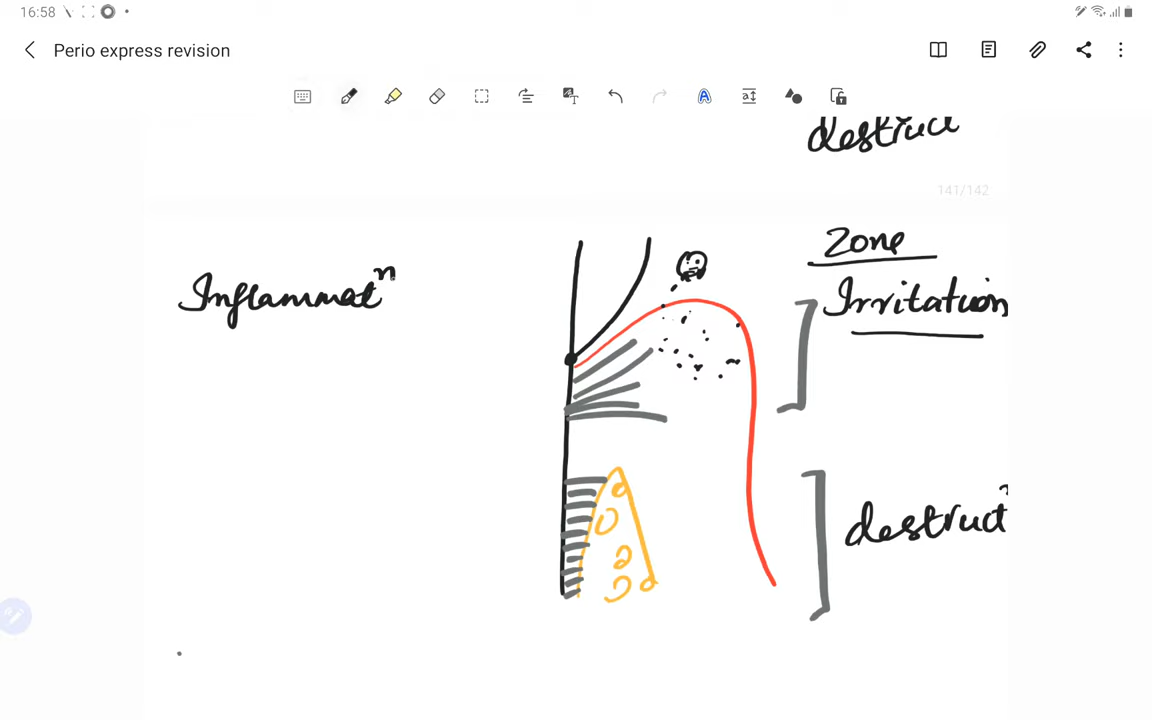 16:58
Perio express revision
destruct
141/142
Zone
Inflammatn
Irritation
destructn